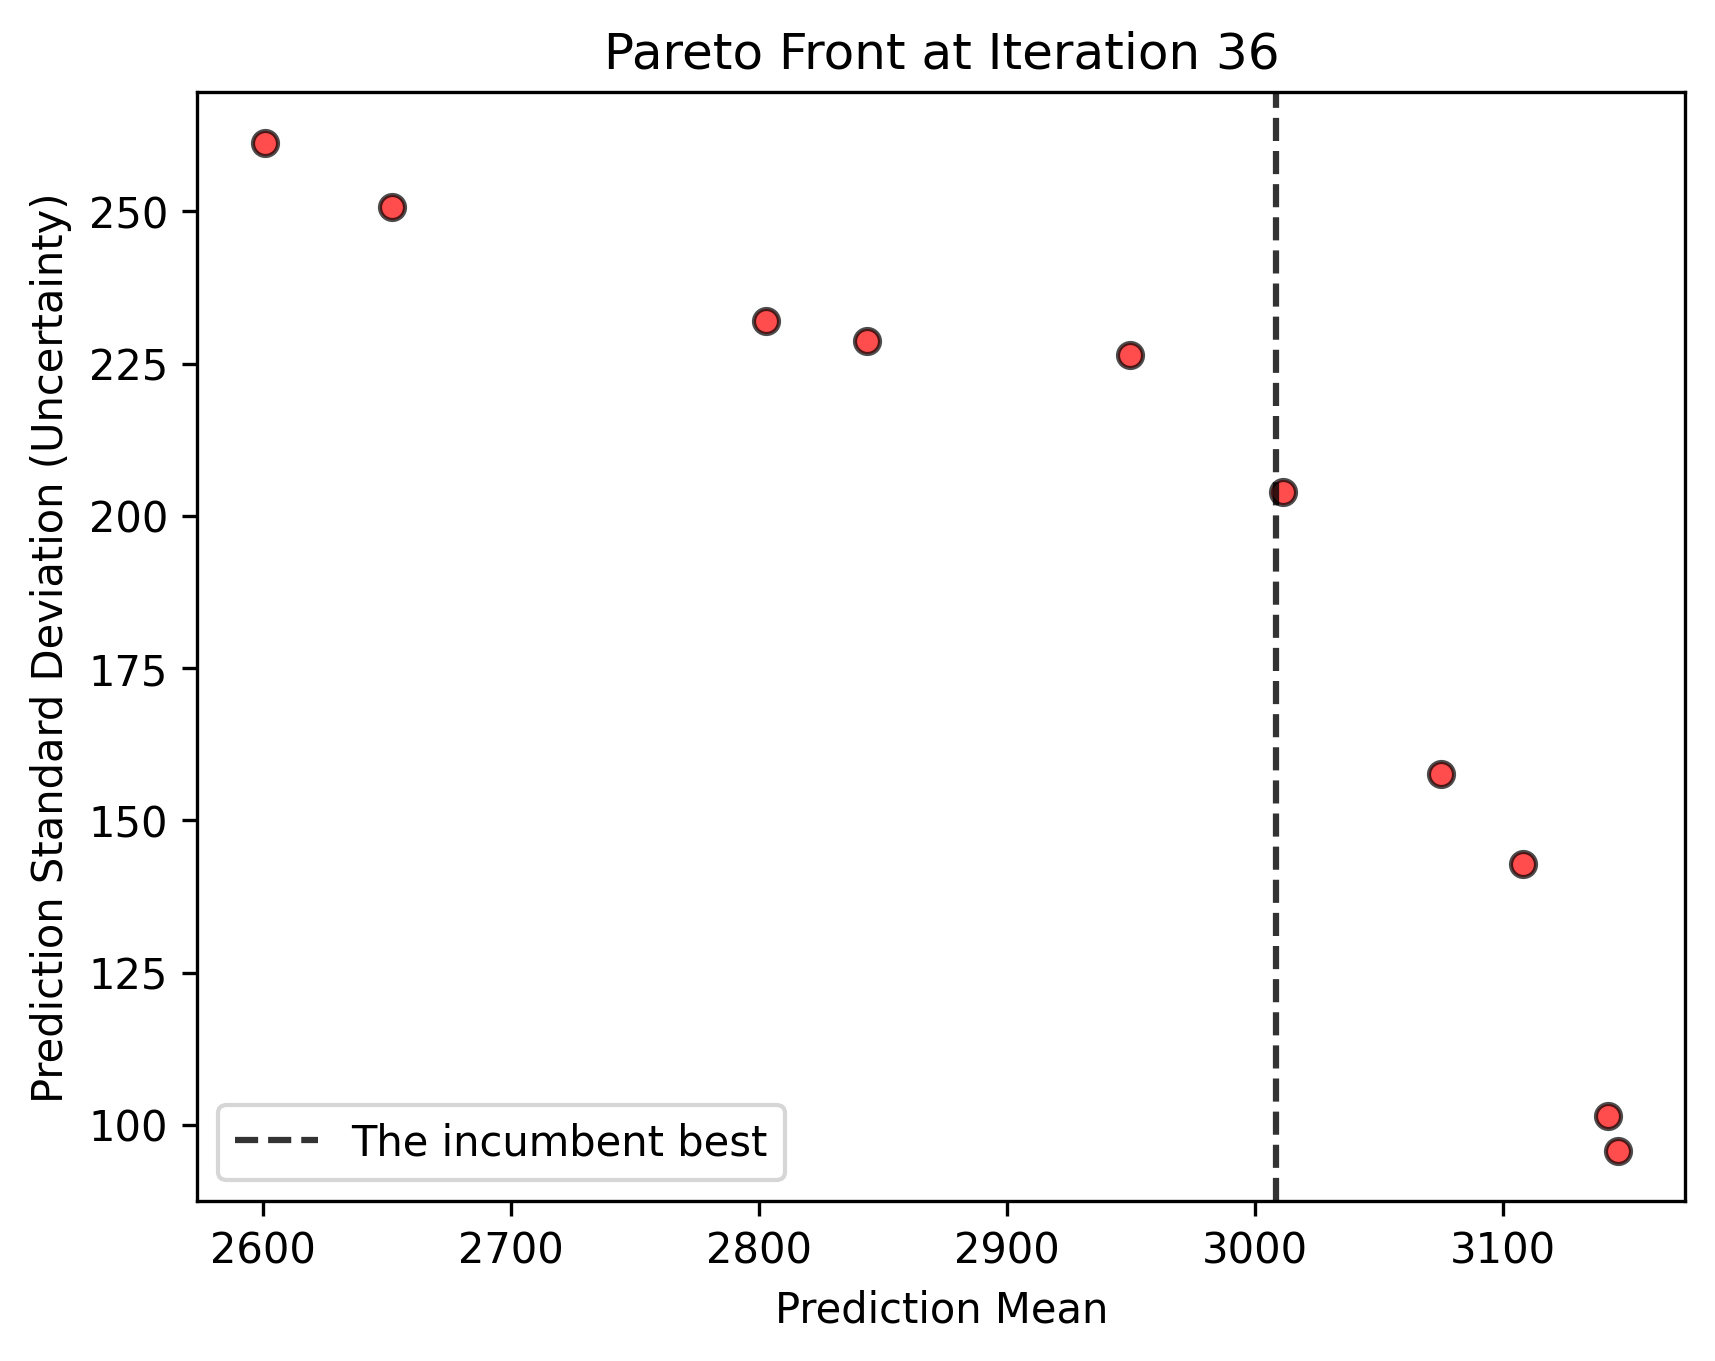 Pareto Front at Iteration 36
Prediction Standard Deviation (Uncertainty)
250
225
200
175
150
125
100
The incumbent best
2600 2700 2800 2900 3000 3100
Prediction Mean